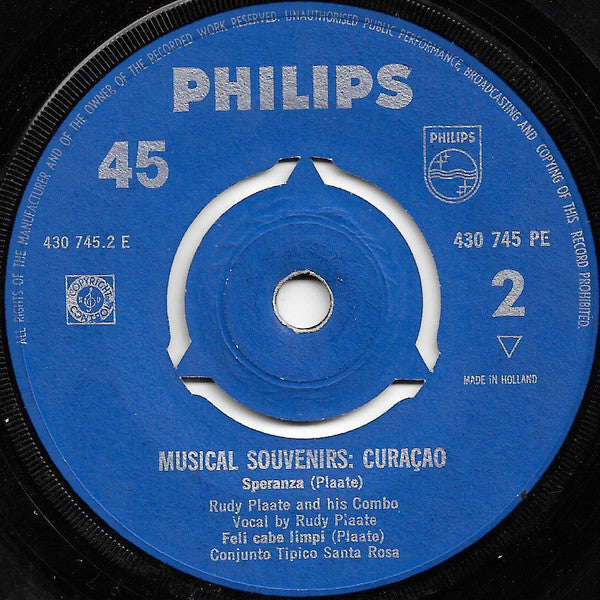 ALL RIGHTS OF THE MANUFACTURER AND OF THE OWNER OF THE RECORDED WORK RESERVED. UNAUTHORISED PUBLIC PERFORMANCE, BROADCASTING AND COPYING OF THIS RECORD PROHIBITED.
PHILIPS
45
PHILIPS
430 745.2 E
430 745 PE
COPYRIGHT
CONTROL
2
MADE IN HOLLAND
MUSICAL SOUVENIRS: CURAÇAO
Speranza (Plaate)
Rudy Plaate and his Combo
Vocal by Rudy Plaate
Feli cabe limpi (Plaate)
Conjunto Tipico Santa Rosa